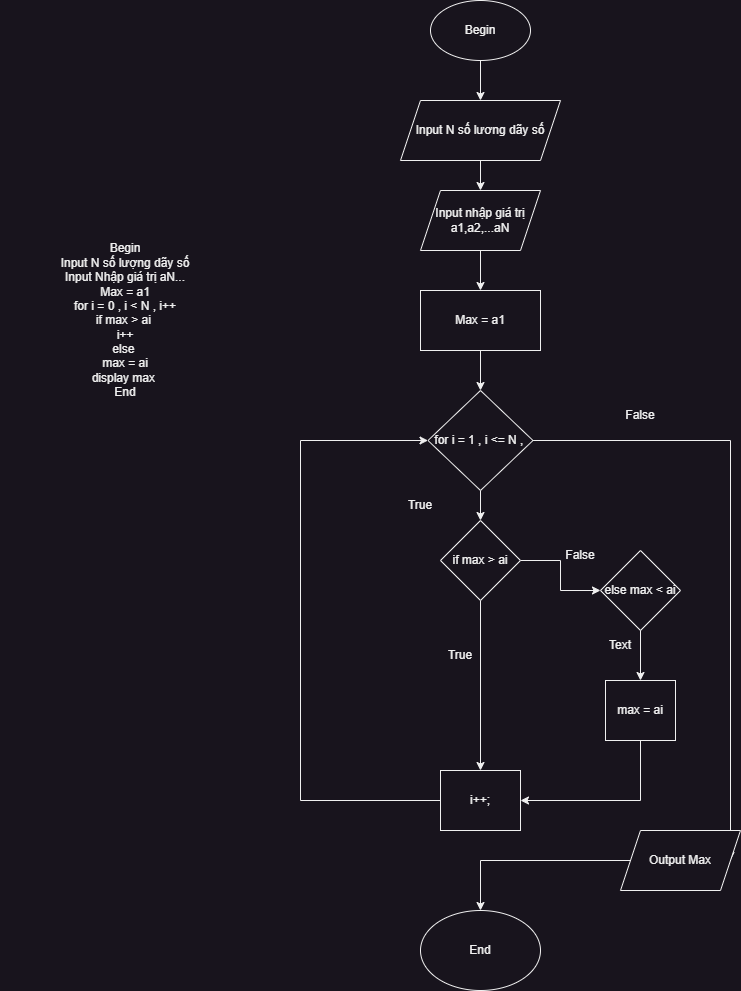 Begin
Input N số lượng dãy số
Input Nhập giá trị aN...
Max = a1
for i = 0 , i < N , i++
if max > ai
i++
else
max = ai
display max
End
Begin
Input N số lương dãy số
Input nhập giá trị
a1,a2,...aN
Max = a1
for i = 1 , i <= N ,
False
True
if max > ai
False
else max < ai
True
Text
max = ai
i++;
Output Max
End